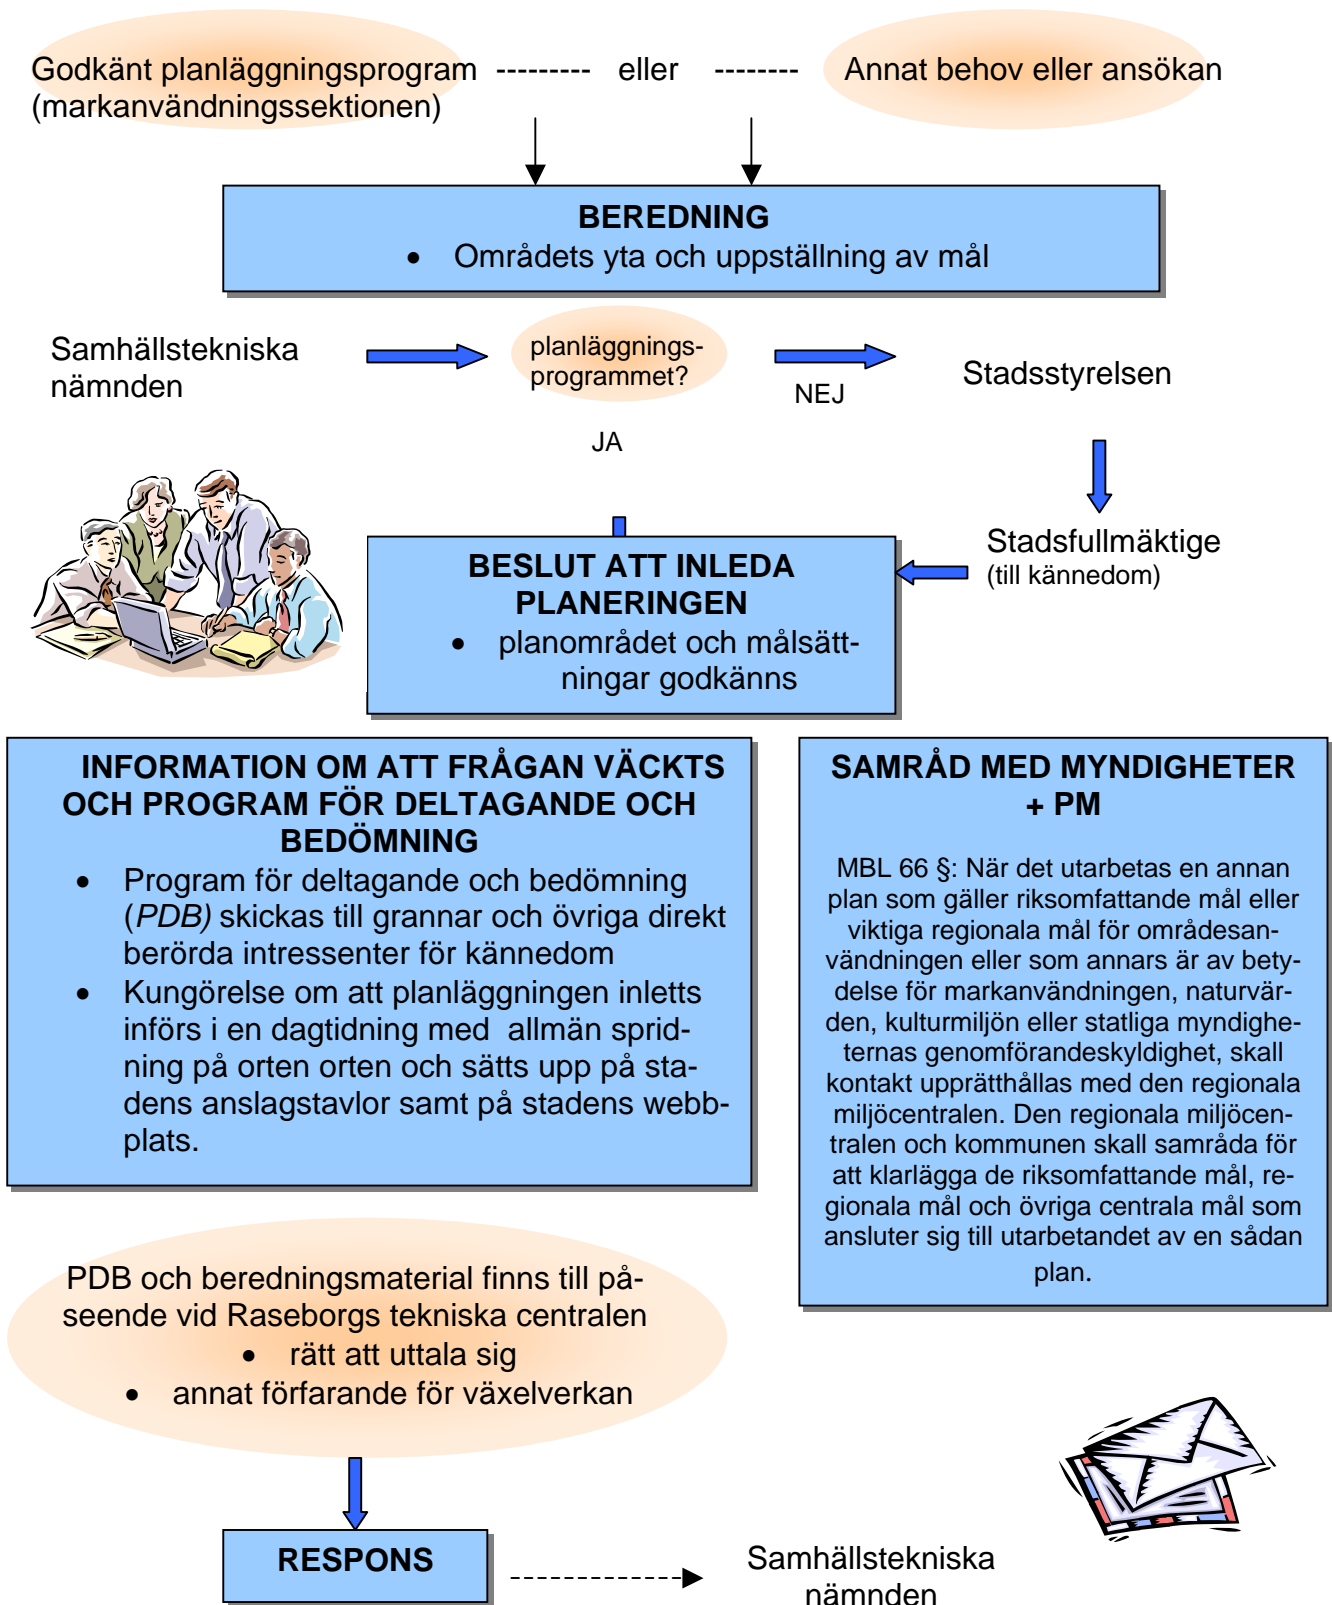 Godkänt planläggningsprogram --------- eller -------- Annat behov eller ansökan
(markanvändningssektionen)
BEREDNING
• Områdets yta och uppställning av mål
Samhällstekniska
nämnden
planläggnings-
programmet?
NEJ
Stadsstyrelsen
JA
Stadsfullmäktige
(till kännedom)
BESLUT ATT INLEDA
PLANERINGEN
• planområdet och målsätt-
ningar godkänns
INFORMATION OM ATT FRÅGAN VÄCKTS
OCH PROGRAM FÖR DELTAGANDE OCH
BEDÖMNING
• Program för deltagande och bedömning
(PDB) skickas till grannar och övriga direkt
berörda intressenter för kännedom
• Kungörelse om att planläggningen inletts
införs i en dagtidning med allmän sprid-
ning på orten orten och sätts upp på sta-
dens anslagstavlor samt på stadens webb-
plats.
SAMRÅD MED MYNDIGHETER
+ PM
MBL 66 §: När det utarbetas en annan
plan som gäller riksomfattande mål eller
viktiga regionala mål för områdesan-
vändningen eller som annars är av bety-
delse för markanvändningen, naturvår-
den, kulturmiljön eller statliga myndighe-
ternas genomförandeskyldighet, skall
kontakt upprätthållas med den regionala
miljöcentralen. Den regionala miljöcen-
tralen och kommunen skall samråda för
att klarlägga de riksomfattande mål, re-
gionala mål och övriga centrala mål som
ansluter sig till utarbetandet av en sådan
plan.
PDB och beredningsmaterial finns till på-
seende vid Raseborgs tekniska centralen
• rätt att uttala sig
• annat förfarande för växelverkan
RESPONS
Samhällstekniska
nämnden